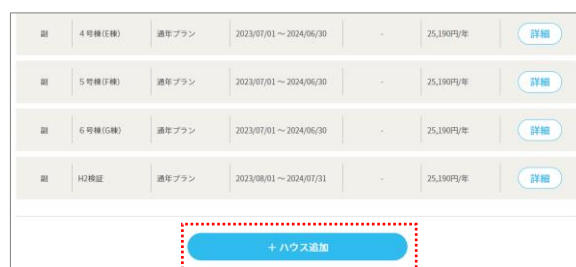 副 4号棟(E棟) 通年プラン 2023/07/01 ～ 2024/06/30 - 25,190円/年 詳細
副 5号棟(F棟) 通年プラン 2023/07/01 ～ 2024/06/30 - 25,190円/年 詳細
副 6号棟(G棟) 通年プラン 2023/07/01 ～ 2024/06/30 - 25,190円/年 詳細
副 H2検証 通年プラン 2023/08/01 ～ 2024/07/31 - 25,190円/年 詳細
+ ハウス追加